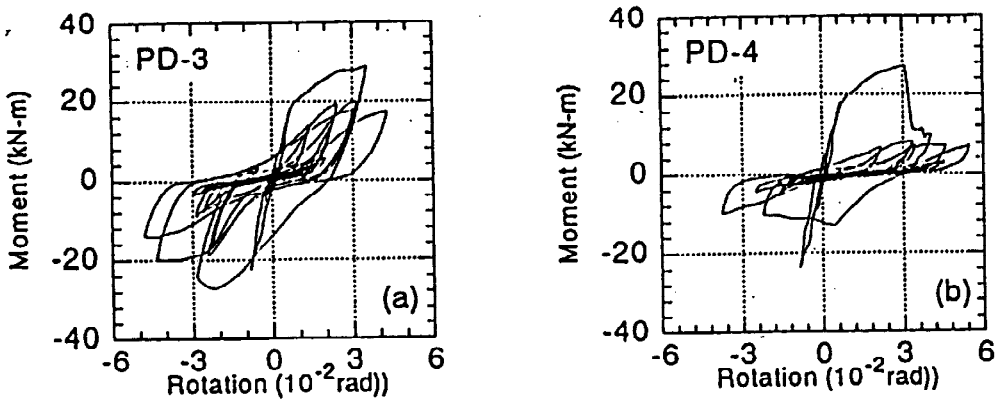 40
PD-3
20
0
-20
-40
Moment (kN-m)
(a)
-6 -3 0 3 6
Rotation (10⁻²rad))
40
PD-4
20
0
-20
-40
Moment (kN-m)
(b)
-6 -3 0 3 6
Rotation (10⁻²rad))